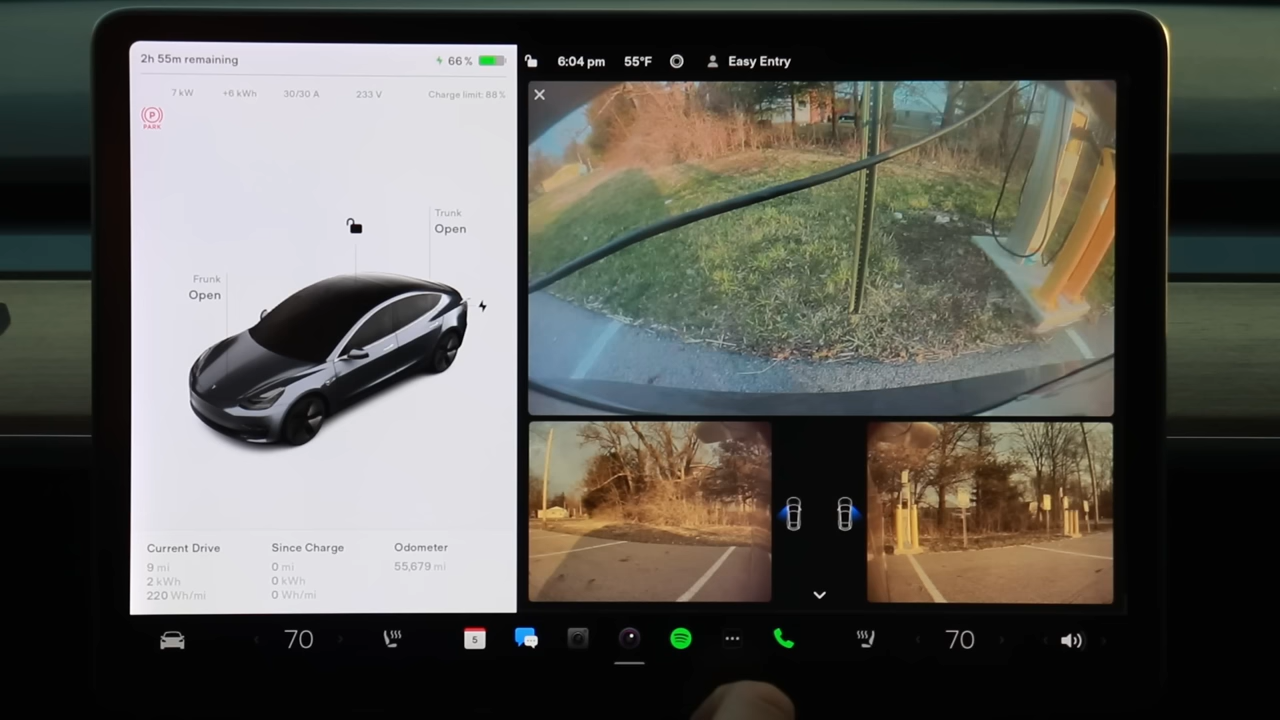 2h 55m remaining
66 %
7 kW +6 kWh 30/30 A 233 V Charge limit: 88 %
P
PARK
Trunk
Open
Frunk
Open
Current Drive
9 mi
2 kWh
220 Wh/mi
Since Charge
0 mi
0 kWh
0 Wh/mi
Odometer
55,679 mi
6:04 pm 55°F Easy Entry
70 5 70